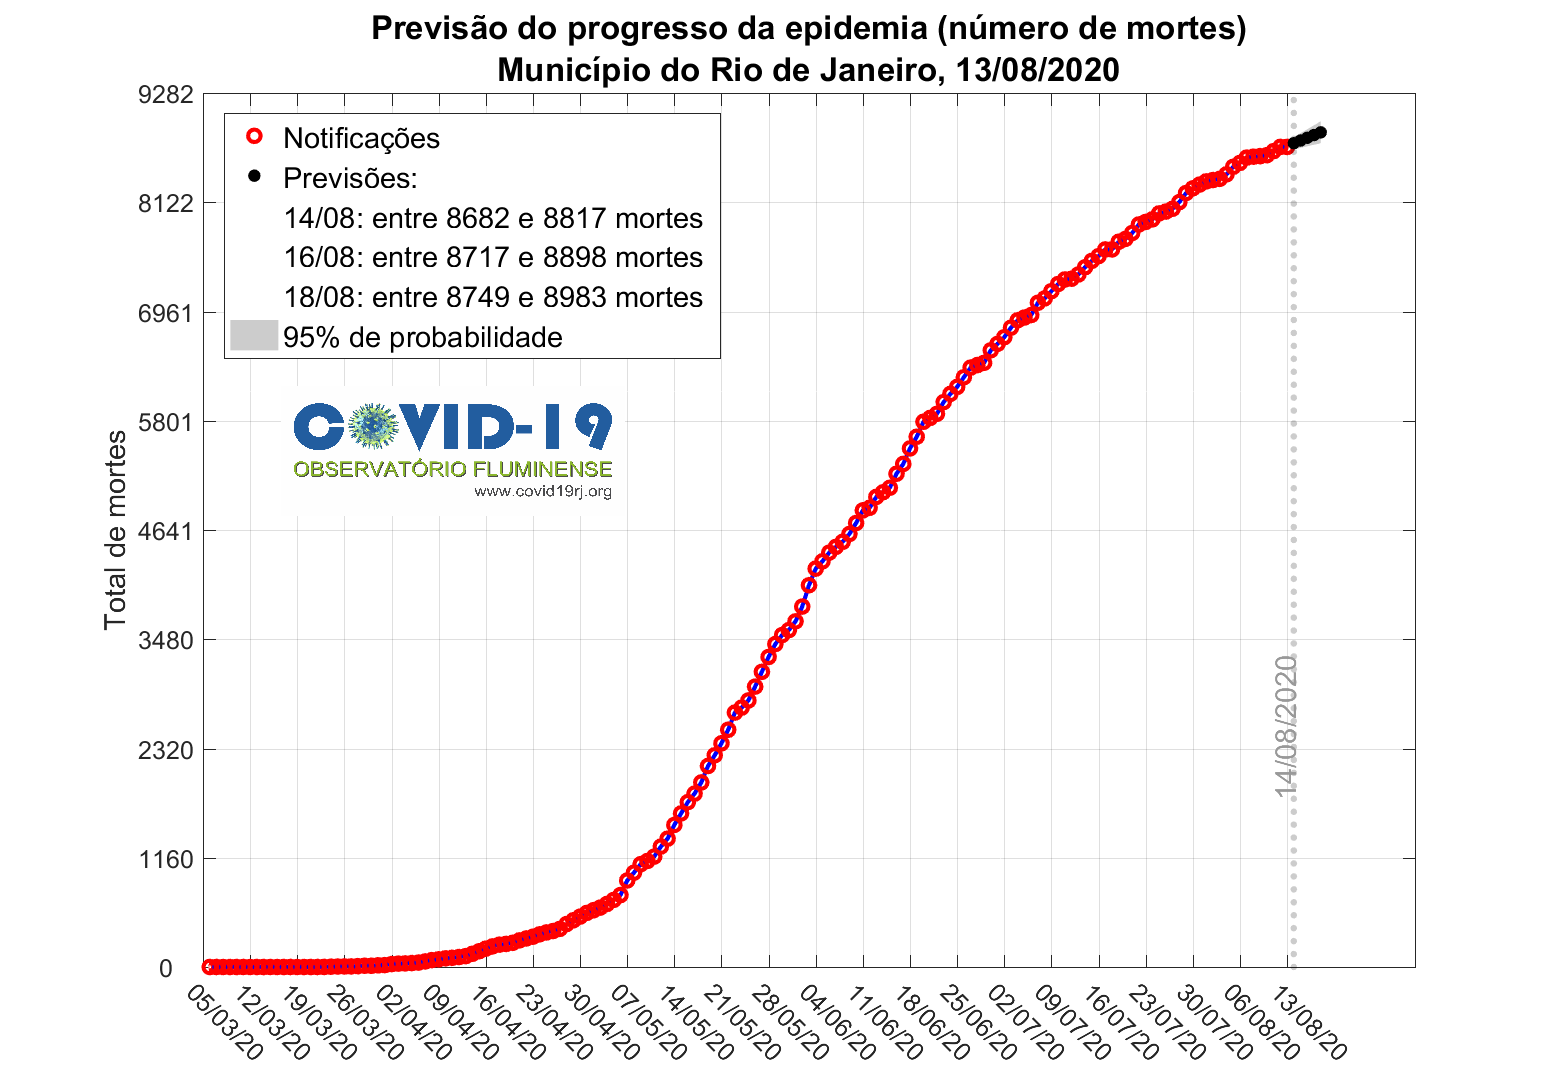 Previsão do progresso da epidemia (número de mortes)
Município do Rio de Janeiro, 13/08/2020
Notificações
Previsões:
14/08: entre 8682 e 8817 mortes
16/08: entre 8717 e 8898 mortes
18/08: entre 8749 e 8983 mortes
95% de probabilidade
COVID-19
OBSERVATÓRIO FLUMINENSE
www.covid19rj.org
Total de mortes
9282
8122
6961
5801
4641
3480
2320
1160
0
14/08/2020
05/03/20
12/03/20
19/03/20
26/03/20
02/04/20
09/04/20
16/04/20
23/04/20
30/04/20
07/05/20
14/05/20
21/05/20
28/05/20
04/06/20
11/06/20
18/06/20
25/06/20
02/07/20
09/07/20
16/07/20
23/07/20
30/07/20
06/08/20
13/08/20